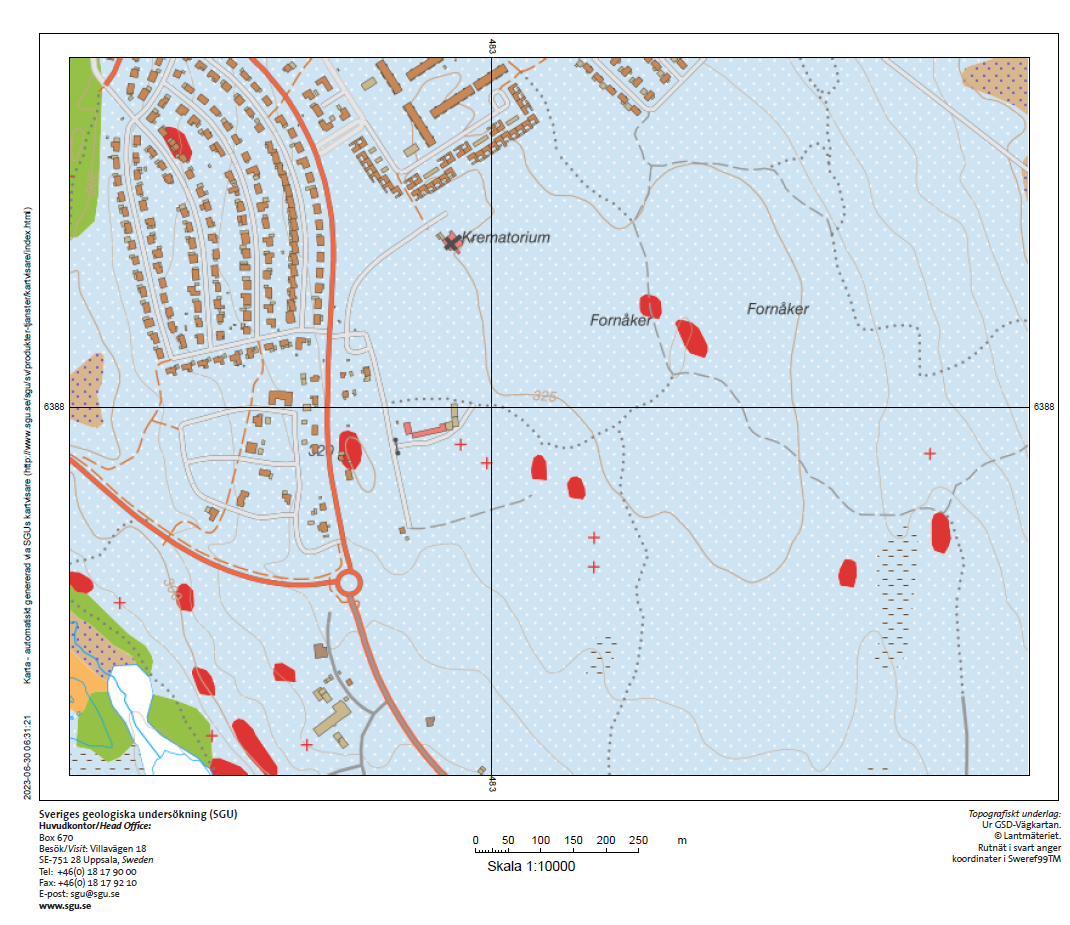 483
Krematorium
Fornåker
Fornåker
325
6388
6388
320
483
Karta - automatiskt genererad via SGUs kartvisare (http://www.sgu.se/sgu/sv/produkter-tjanster/kartvisare/index.html)
2023-06-30 06:31:21
Sveriges geologiska undersökning (SGU)
Huvudkontor/Head Office:
Box 670
Besök/Visit: Villavägen 18
SE-751 28 Uppsala, Sweden
Tel: +46(0) 18 17 90 00
Fax: +46(0) 18 17 92 10
E-post: sgu@sgu.se
www.sgu.se
0 50 100 150 200 250 m
Skala 1:10000
Topografiskt underlag:
Ur GSD-Vägkartan.
© Lantmäteriet.
Rutnät i svart anger
koordinater i Sweref99TM